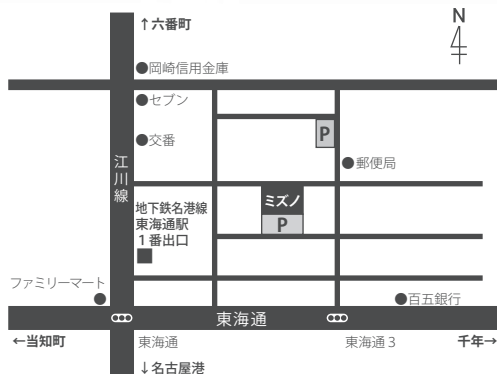 ↑六番町
N
●岡崎信用金庫
●セブン
P
●交番
●郵便局
江川線
ミズノ
地下鉄名港線
東海通駅
1番出口
P
■
ファミリーマート
●
●百五銀行
東海通
←当知町
東海通
東海通3
千年→
↓名古屋港